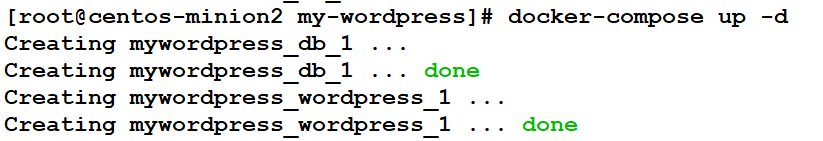 [root@centos-minion2 my-wordpress]# docker-compose up -d
Creating mywordpress_db_1 ...
Creating mywordpress_db_1 ... done
Creating mywordpress_wordpress_1 ...
Creating mywordpress_wordpress_1 ... done